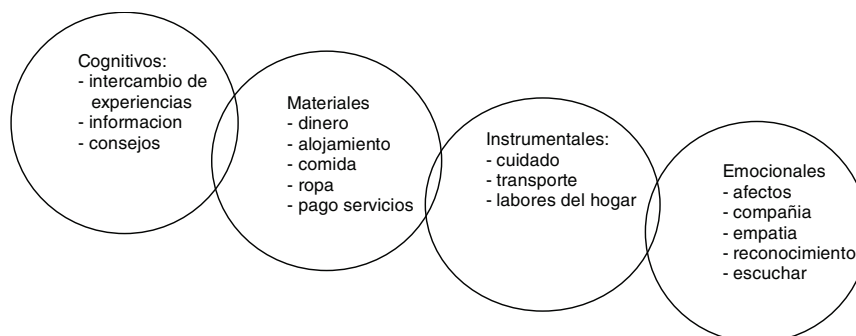 Cognitivos:
- intercambio de
experiencias
- informacion
- consejos
Materiales
- dinero
- alojamiento
- comida
- ropa
- pago servicios
Instrumentales:
- cuidado
- transporte
- labores del hogar
Emocionales
- afectos
- compañia
- empatia
- reconocimiento
- escuchar